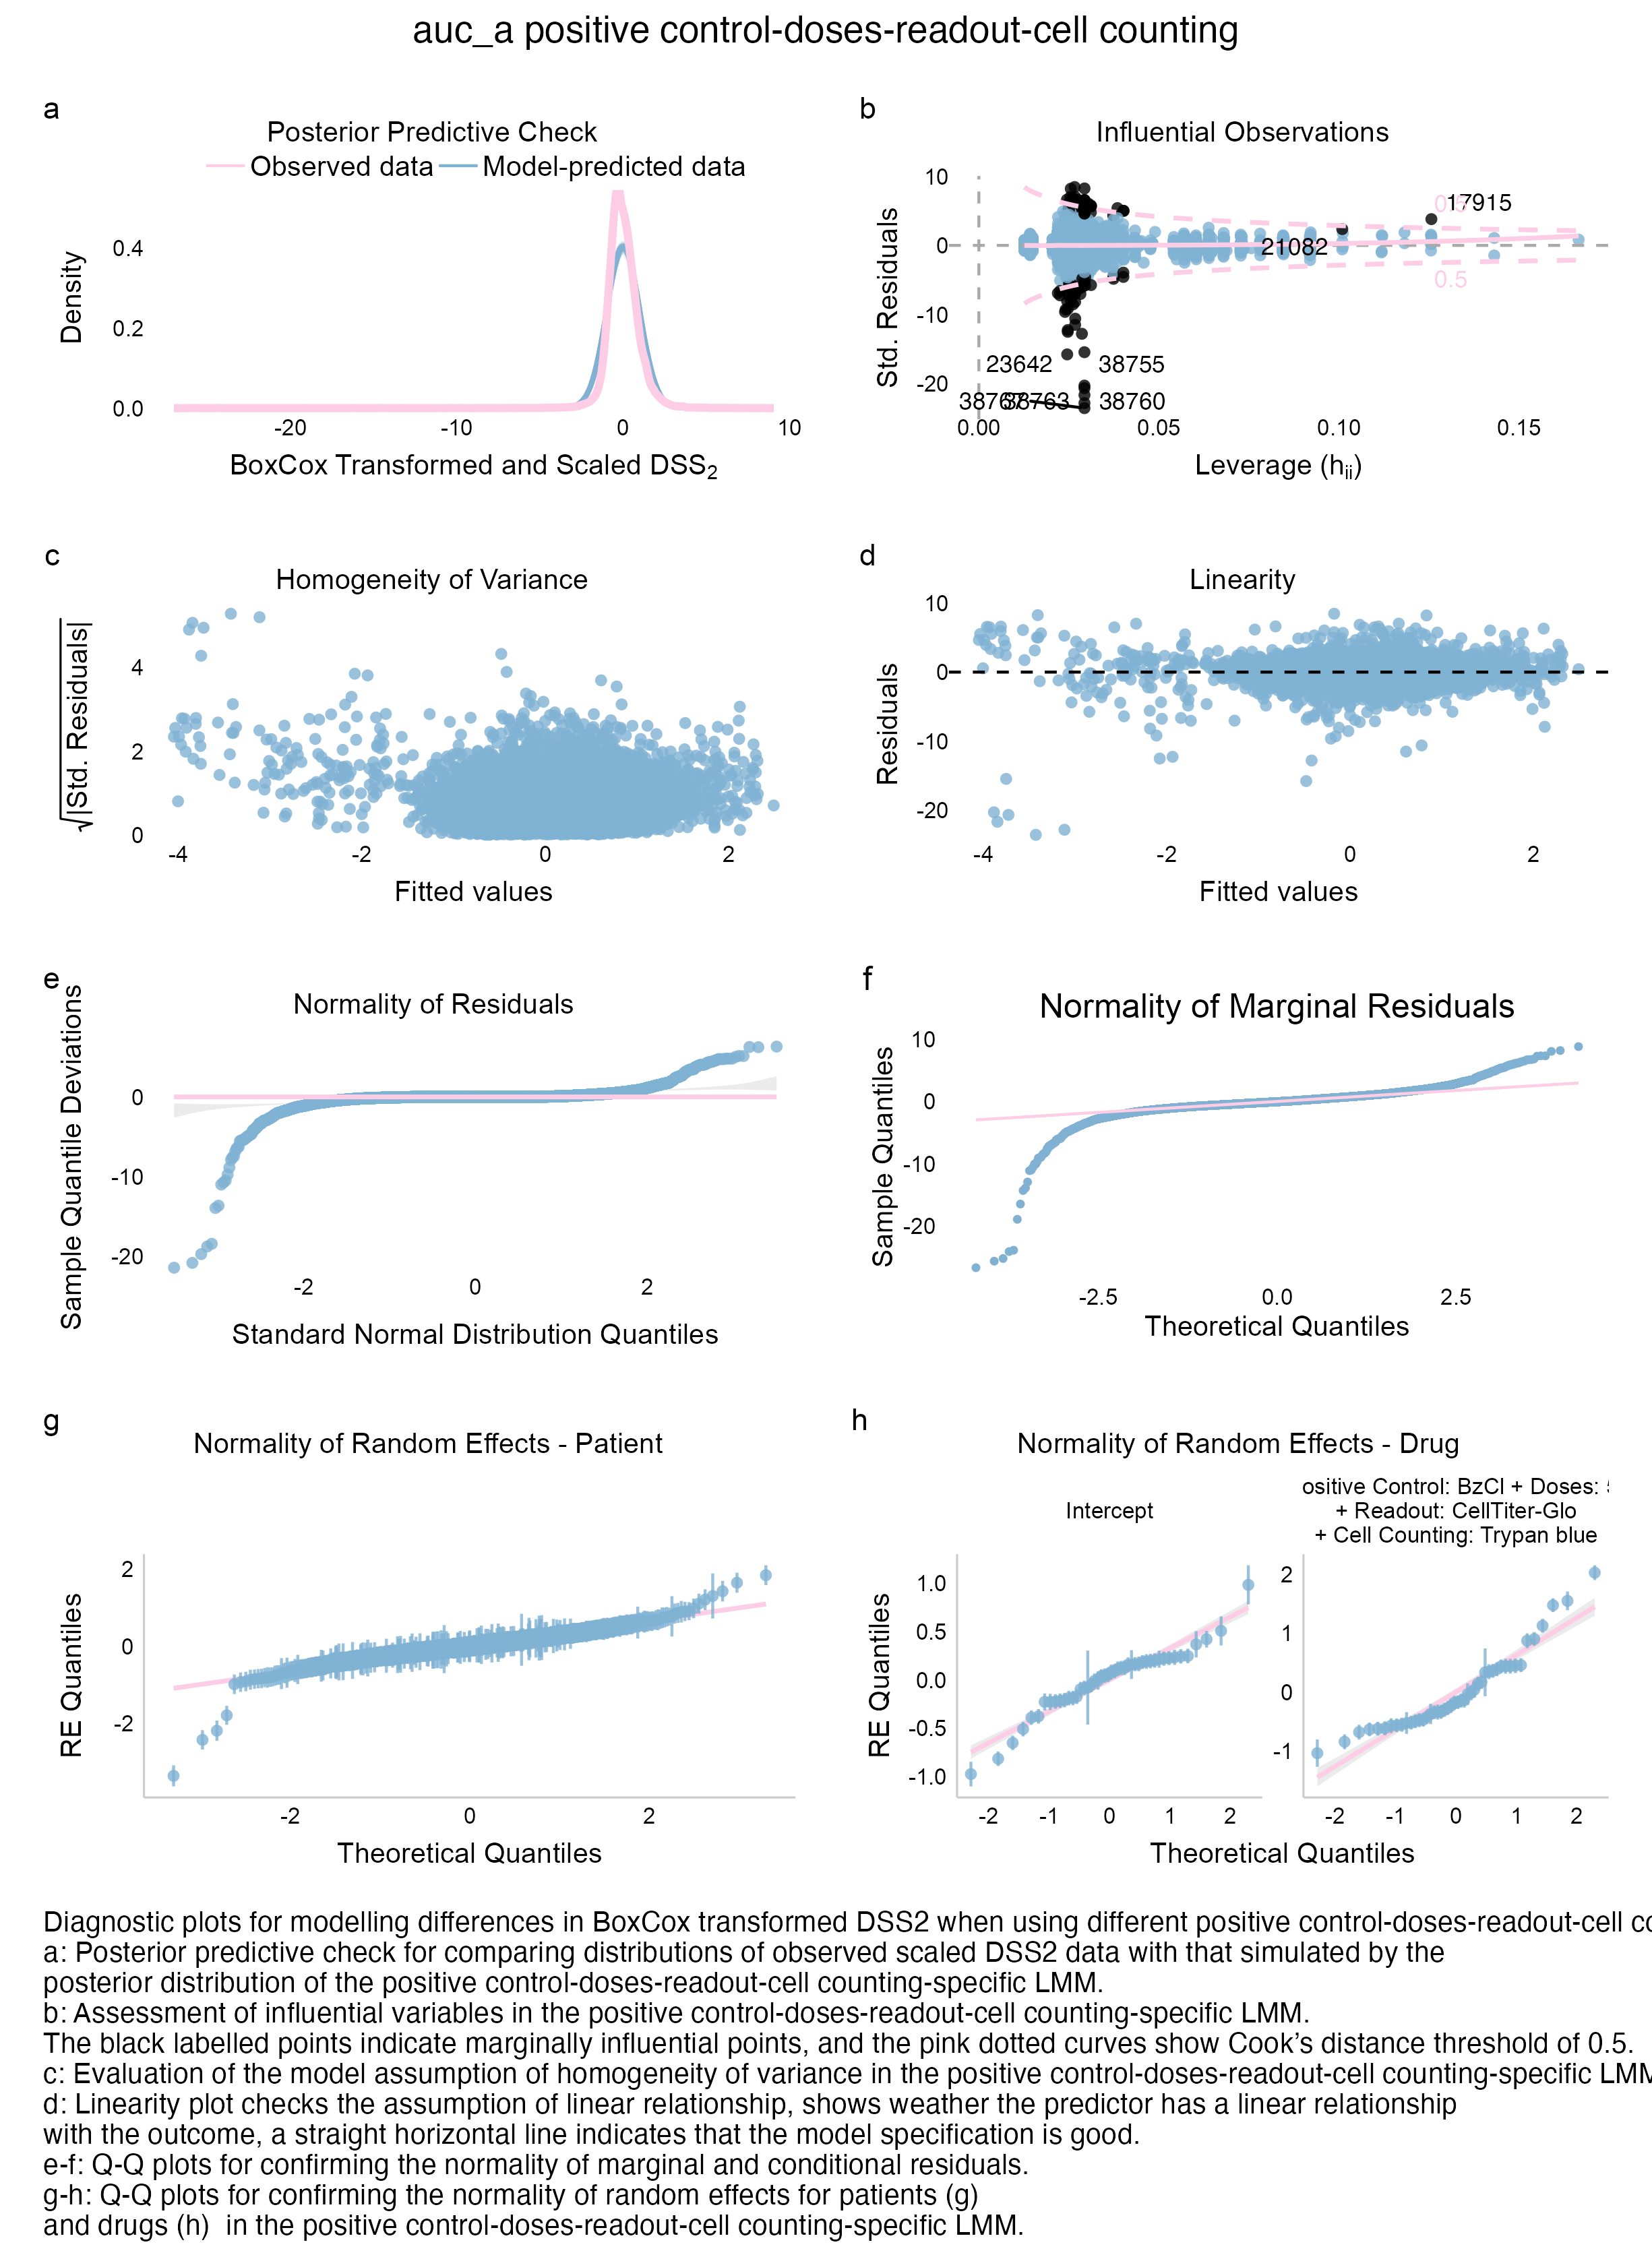 auc_a positive control-doses-readout-cell counting
a
Posterior Predictive Check
Observed data Model-predicted data
Density
0.4
0.2
0.0
-20 -10 0 10
BoxCox Transformed and Scaled DSS2
b
Influential Observations
Std. Residuals
10
0
-10
-20
0.5
17915
21082
0.5
23642
38755
38767
38763
38760
0.00 0.05 0.10 0.15
Leverage (hii)
c
Homogeneity of Variance
√|Std. Residuals|
4
2
0
-4 -2 0 2
Fitted values
d
Linearity
Residuals
10
0
-10
-20
-4 -2 0 2
Fitted values
e
Normality of Residuals
Sample Quantile Deviations
0
-10
-20
-2 0 2
Standard Normal Distribution Quantiles
f
Normality of Marginal Residuals
Sample Quantiles
10
0
-10
-20
-2.5 0.0 2.5
Theoretical Quantiles
g
Normality of Random Effects - Patient
RE Quantiles
2
0
-2
-2 0 2
Theoretical Quantiles
h
Normality of Random Effects - Drug
Intercept
ositive Control: BzCl + Doses:
+ Readout: CellTiter-Glo
+ Cell Counting: Trypan blue
RE Quantiles
1.0
0.5
0.0
-0.5
-1.0
-2 -1 0 1 2
2
1
0
-1
-2 -1 0 1 2
Theoretical Quantiles
Diagnostic plots for modelling differences in BoxCox transformed DSS2 when using different positive control-doses-readout-cell co
a: Posterior predictive check for comparing distributions of observed scaled DSS2 data with that simulated by the
posterior distribution of the positive control-doses-readout-cell counting-specific LMM.
b: Assessment of influential variables in the positive control-doses-readout-cell counting-specific LMM.
The black labelled points indicate marginally influential points, and the pink dotted curves show Cook’s distance threshold of 0.5.
c: Evaluation of the model assumption of homogeneity of variance in the positive control-doses-readout-cell counting-specific LMM
d: Linearity plot checks the assumption of linear relationship, shows weather the predictor has a linear relationship
with the outcome, a straight horizontal line indicates that the model specification is good.
e-f: Q-Q plots for confirming the normality of marginal and conditional residuals.
g-h: Q-Q plots for confirming the normality of random effects for patients (g)
and drugs (h)  in the positive control-doses-readout-cell counting-specific LMM.